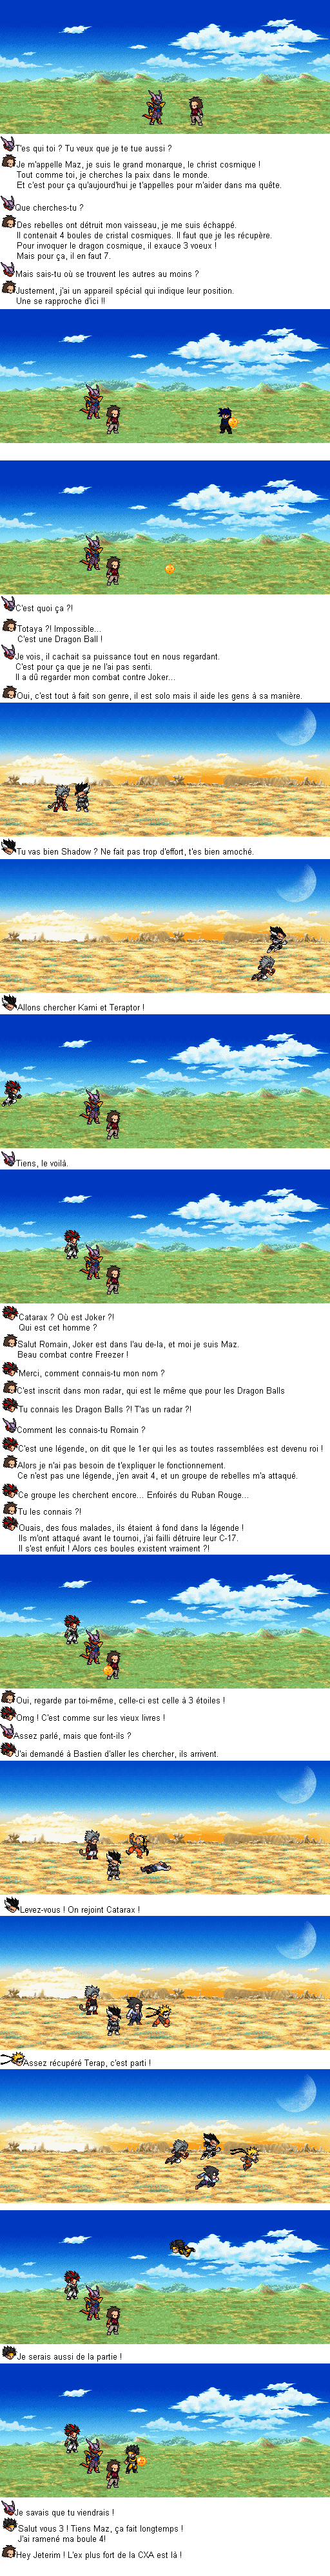 T'es qui toi ? Tu veux que je te tue aussi ?
Je m'appelle Maz, je suis le grand monarque, le christ cosmique !
Tout comme toi, je cherches la paix dans le monde.
Et c'est pour ça qu'aujourd'hui je t'appelles pour m'aider dans ma quête.
Que cherches-tu ?
Des rebelles ont détruit mon vaisseau, je me suis échappé.
Il contenait 4 boules de cristal cosmiques. Il faut que je les récupère.
Pour invoquer le dragon cosmique, il exauce 3 voeux !
Mais pour ça, il en faut 7.
Mais sais-tu où se trouvent les autres au moins ?
Justement, j'ai un appareil spécial qui indique leur position.
Une se rapproche d'ici !!
C'est quoi ça ?!
Totaya ?! Impossible...
C'est une Dragon Ball !
Je vois, il cachait sa puissance tout en nous regardant.
C'est pour ça que je ne l'ai pas senti.
Il a dû regarder mon combat contre Joker...
Oui, c'est tout à fait son genre, il est solo mais il aide les gens à sa manière.
Tu vas bien Shadow ? Ne fait pas trop d'effort, t'es bien amoché.
Allons chercher Kami et Teraptor !
Tiens, le voilá.
Catarax ? Où est Joker ?!
Qui est cet homme ?
Salut Romain, Joker est dans l'au de-la, et moi je suis Maz.
Beau combat contre Freezer !
Merci, comment connais-tu mon nom ?
C'est inscrit dans mon radar, qui est le même que pour les Dragon Balls
Tu connais les Dragon Balls ?! T'as un radar ?!
Comment les connais-tu Romain ?
C'est une légende, on dit que le 1er qui les as toutes rassemblées est devenu roi !
Alors je n'ai pas besoin de t'expliquer le fonctionnement.
Ce n'est pas une légende, j'en avait 4, et un groupe de rebelles m'a attaqué.
Ce groupe les cherchent encore... Enfoirés du Ruban Rouge...
Tu les connais ?!
Ouais, des fous malades, ils étaient à fond dans la légende !
Ils m'ont attaqué avant le tournoi, j'ai failli détruire leur C-17.
Il s'est enfuit ! Alors ces boules existent vraiment ?!
Oui, regarde par toi-même, celle-ci est celle à 3 étoiles !
Omg ! C'est comme sur les vieux livres !
Assez parlé, mais que font-ils ?
J'ai demandé á Bastien d'aller les chercher, ils arrivent.
Levez-vous ! On rejoint Catarax !
Assez récupéré Terap, c'est parti !
Je serais aussi de la partie !
Je savais que tu viendrais !
Salut vous 3 ! Tiens Maz, ça fait longtemps !
J'ai ramené ma boule 4!
Hey Jeterim ! L'ex plus fort de la CXA est lá !